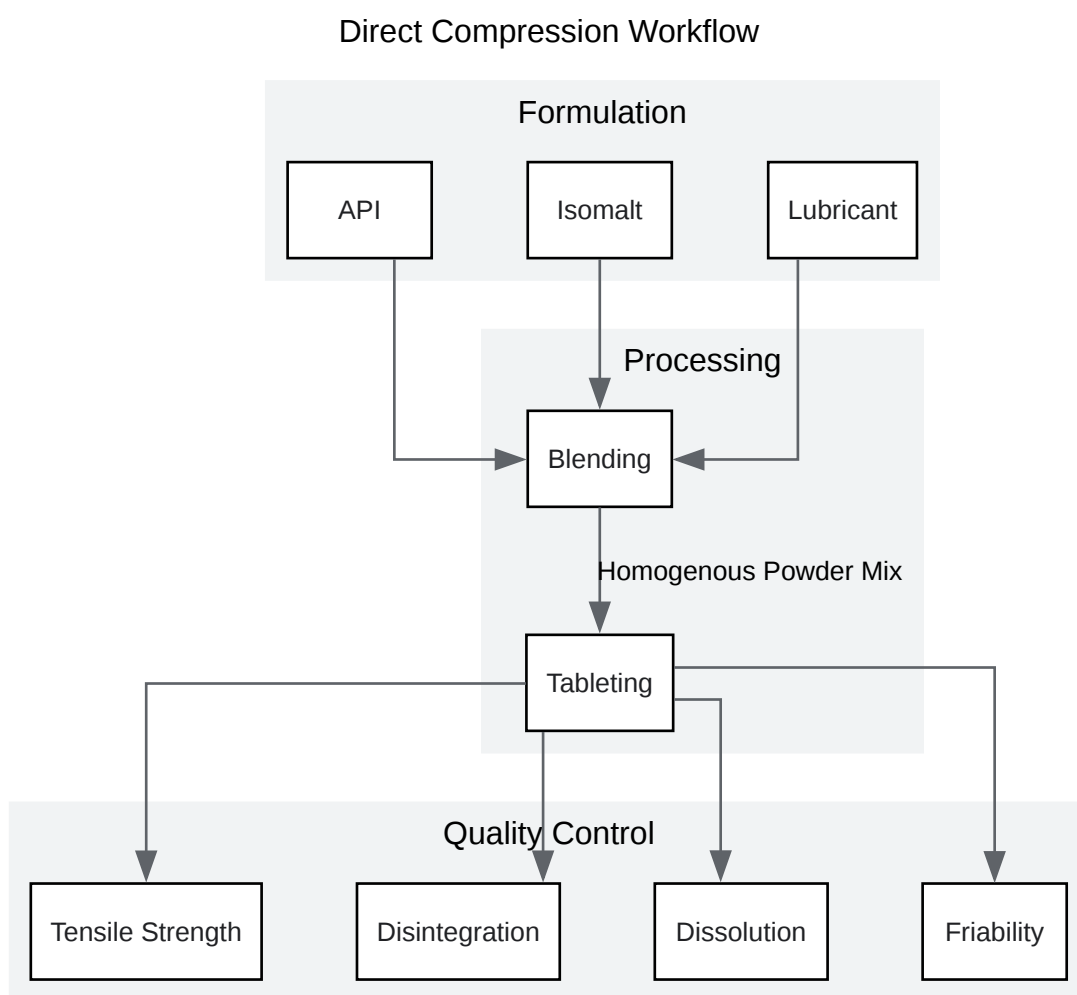 Direct Compression Workflow
Formulation
API
Isomalt
Lubricant
Processing
Blending
Homogenous Powder Mix
Tableting
Quality Control
Tensile Strength
Disintegration
Dissolution
Friability